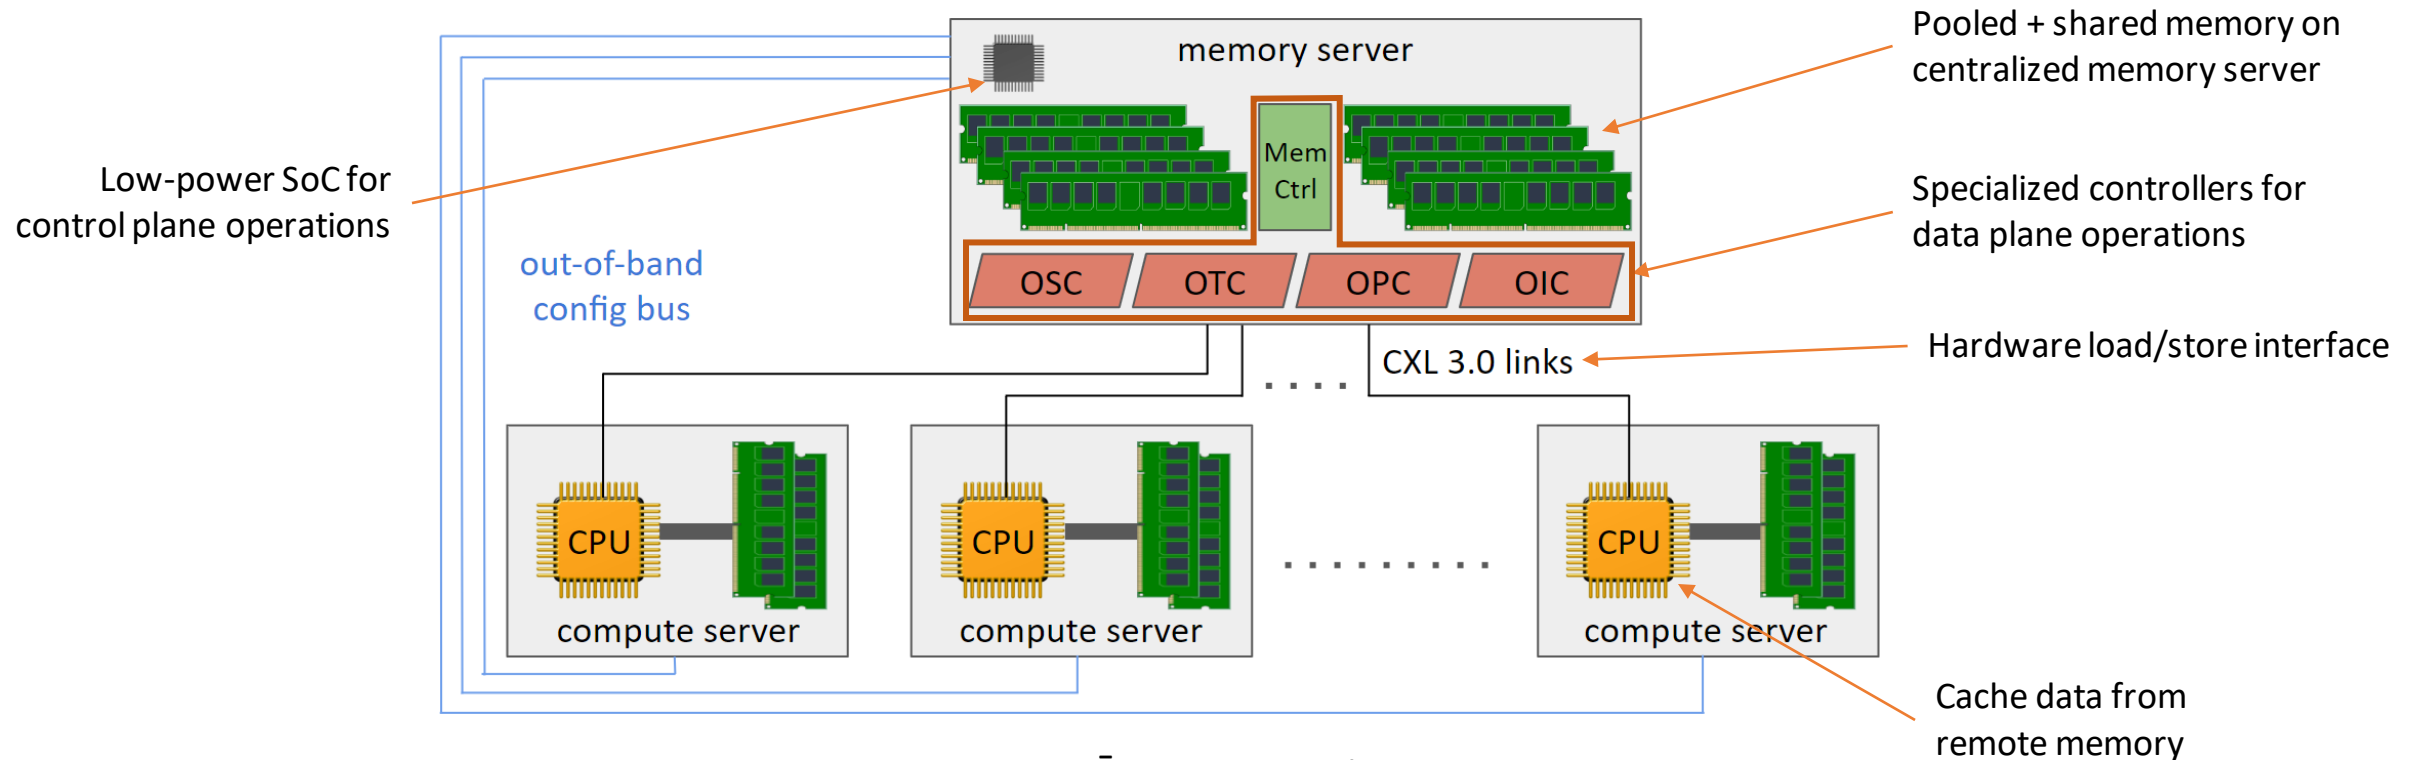 memory server
Pooled + shared memory on
centralized memory server
Mem
Ctrl
Low-power SoC for
control plane operations
Specialized controllers for
data plane operations
out-of-band
config bus
OSC
OTC
OPC
OIC
CXL 3.0 links
Hardware load/store interface
CPU
CPU
CPU
compute server
compute server
compute server
Cache data from
remote memory